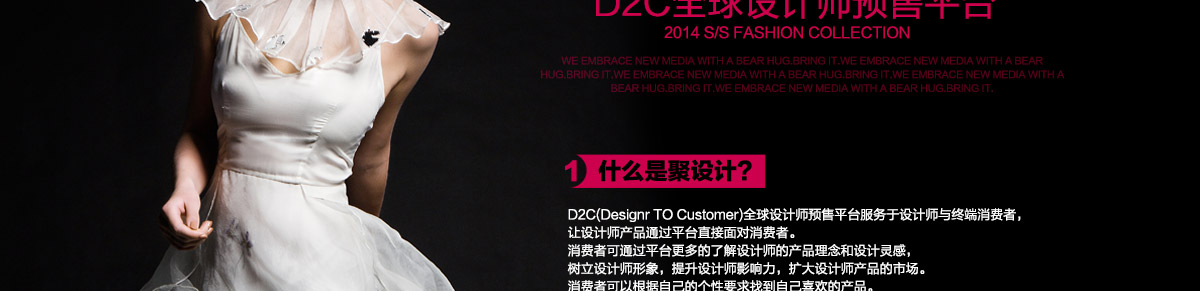 D2C全球设计师预售平台
2014 S/S FASHION COLLECTION
WE EMBRACE NEW MEDIA WITH A BEAR HUG.BRING IT.WE EMBRACE NEW MEDIA WITH A BEAR
HUG.BRING IT.WE EMBRACE NEW MEDIA WITH A BEAR HUG.BRING IT.WE EMBRACE NEW MEDIA WITH A
BEAR HUG.BRING IT.WE EMBRACE NEW MEDIA WITH A BEAR HUG.BRING IT.
1 什么是聚设计?
D2C(Designr TO Customer)全球设计师预售平台服务于设计师与终端消费者，
让设计师产品通过平台直接面对消费者。
消费者可通过平台更多的了解设计师的产品理念和设计灵感，
树立设计师形象，提升设计师影响力，扩大设计师产品的市场。
消费者可以根据自己的个性要求找到自己喜欢的产品。